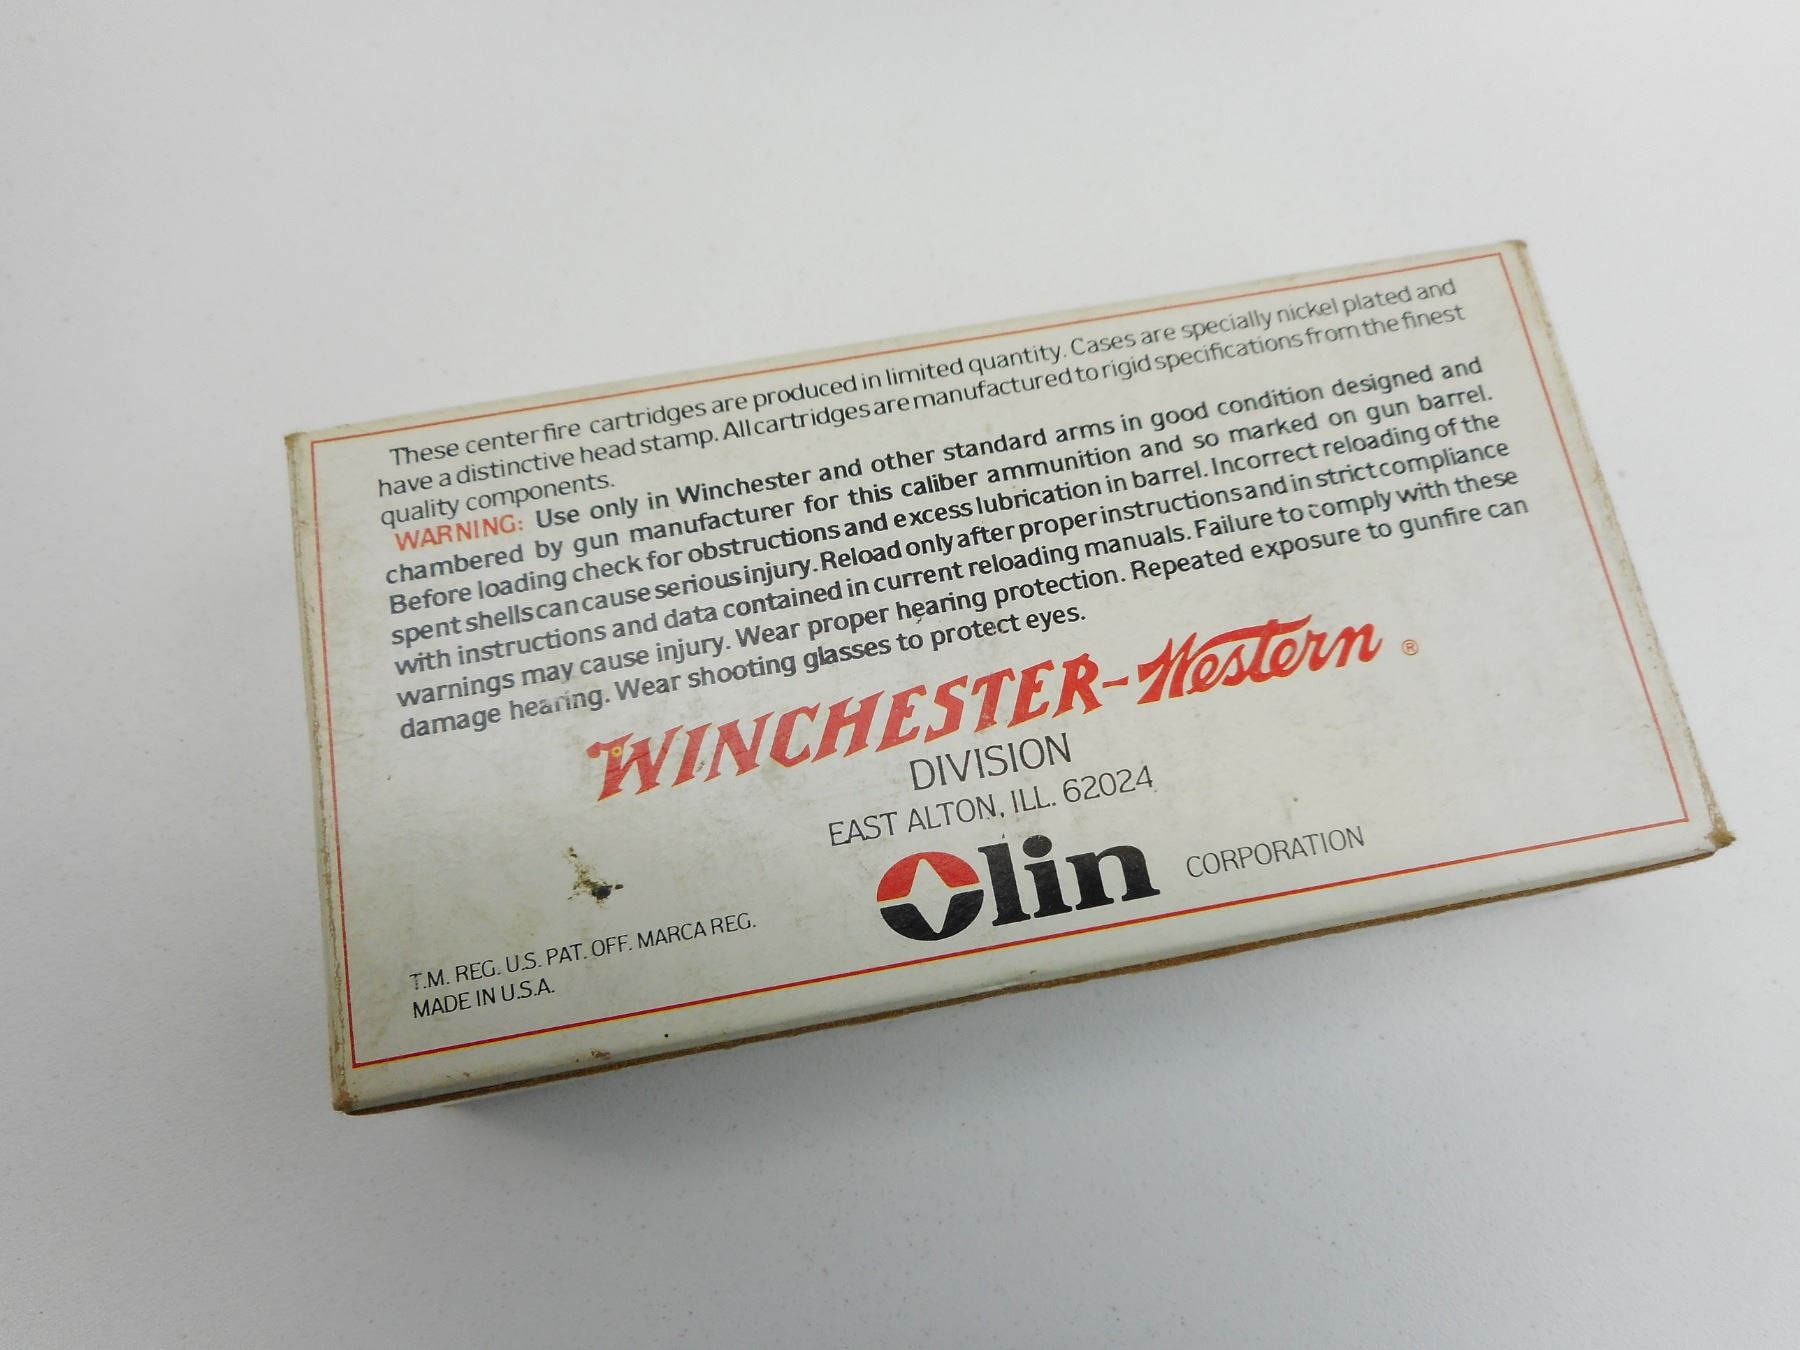 These centerfire cartridges are produced in limited quantity. Cases are specially nickel plated and
have a distinctive head stamp. All cartridges are manufactured to rigid specifications from the finest
quality components.
WARNING: Use only in Winchester and other standard arms in good condition designed and
chambered by gun manufacturer for this caliber ammunition and so marked on gun barrel.
Before loading check for obstructions and excess lubrication in barrel. Incorrect reloading of the
spent shells can cause serious injury. Reload only after proper instructions and in strict compliance
with instructions and data contained in current reloading manuals. Failure to comply with these
warnings may cause injury. Wear proper hearing protection. Repeated exposure to gunfire can
damage hearing. Wear shooting glasses to protect eyes.
WINCHESTER-Western ®
DIVISION
EAST ALTON, ILL. 62024
Olin CORPORATION
T.M. REG. U.S. PAT. OFF. MARCA REG.
MADE IN U.S.A.